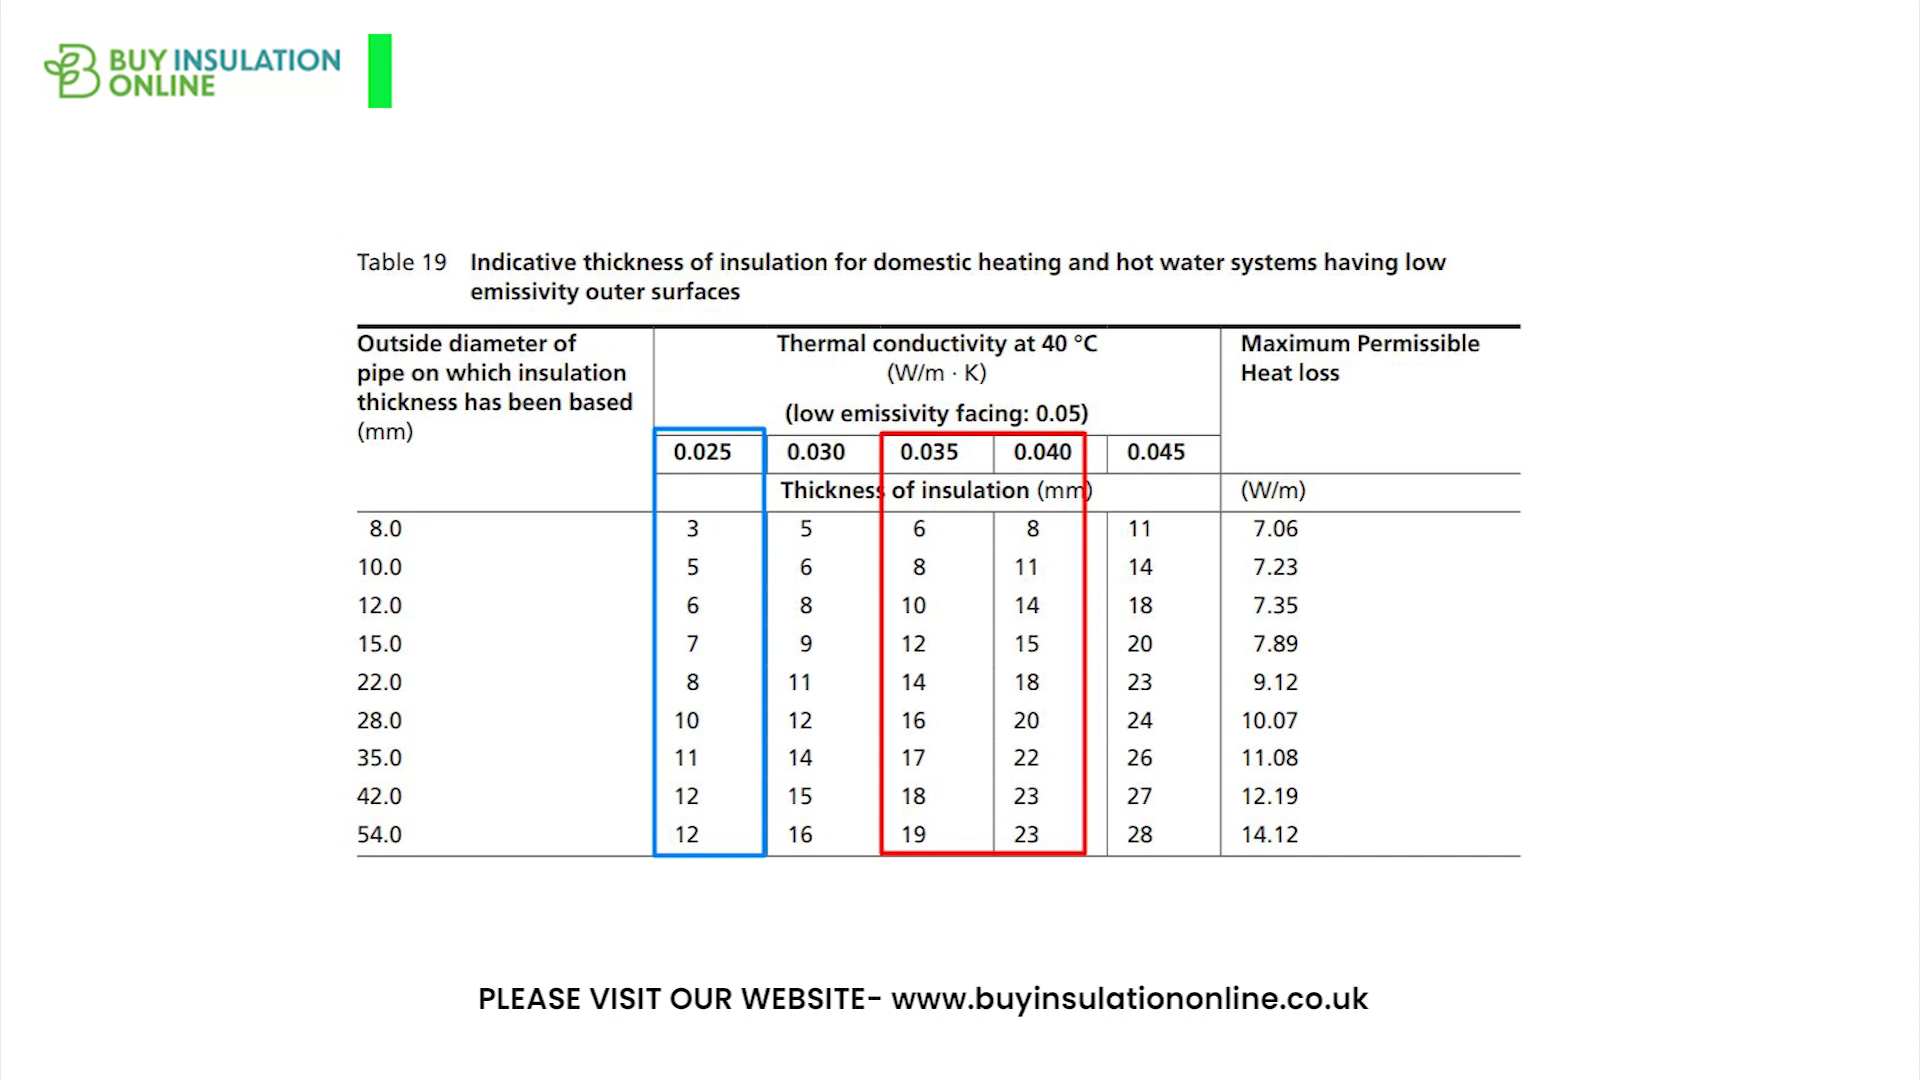 BUY INSULATION
ONLINE
Table 19 Indicative thickness of insulation for domestic heating and hot water systems having low
emissivity outer surfaces
Outside diameter of Thermal conductivity at 40 °C Maximum Permissible
pipe on which insulation (W/m · K) Heat loss
thickness has been based (low emissivity facing: 0.05)
(mm)
0.025 0.030 0.035 0.040 0.045
Thickness of insulation (mm) (W/m)
8.0 3 5 6 8 11 7.06
10.0 5 6 8 11 14 7.23
12.0 6 8 10 14 18 7.35
15.0 7 9 12 15 20 7.89
22.0 8 11 14 18 23 9.12
28.0 10 12 16 20 24 10.07
35.0 11 14 17 22 26 11.08
42.0 12 15 18 23 27 12.19
54.0 12 16 19 23 28 14.12
PLEASE VISIT OUR WEBSITE- www.buyinsulationonline.co.uk